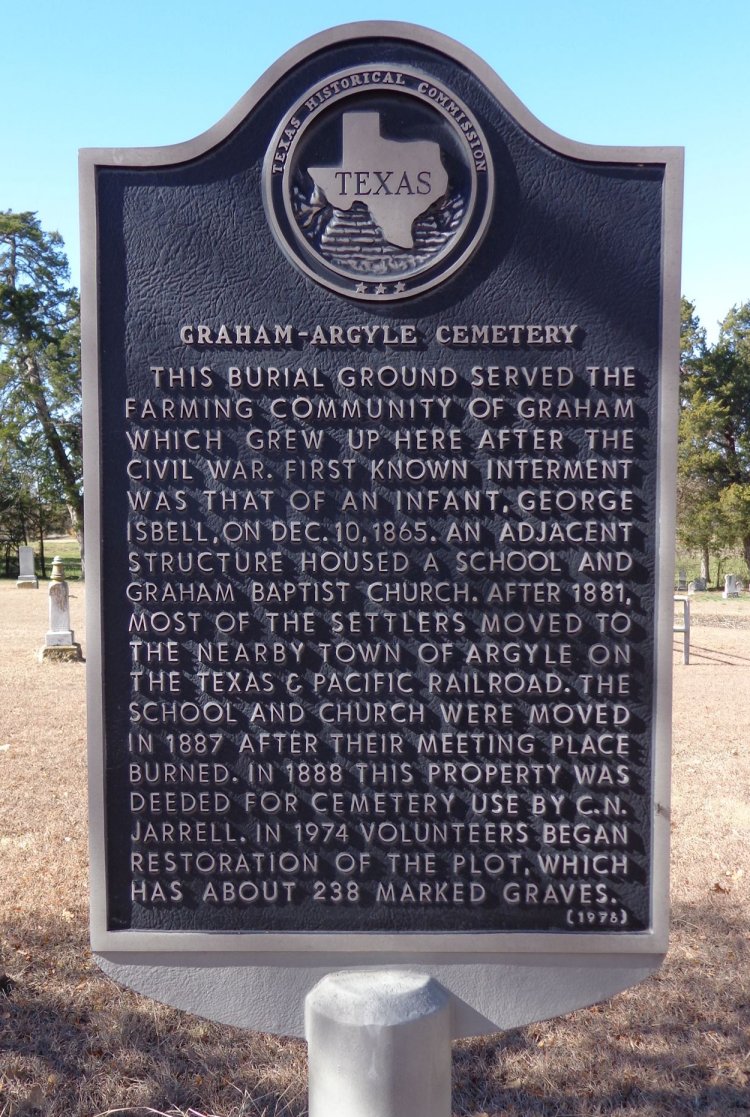 TEXAS HISTORICAL COMMISSION
TEXAS
GRAHAM-ARGYLE CEMETERY
THIS BURIAL GROUND SERVED THE
FARMING COMMUNITY OF GRAHAM
WHICH GREW UP HERE AFTER THE
CIVIL WAR. FIRST KNOWN INTERMENT
WAS THAT OF AN INFANT, GEORGE
ISBELL, ON DEC. 10, 1865. AN ADJACENT
STRUCTURE HOUSED A SCHOOL AND
GRAHAM BAPTIST CHURCH. AFTER 1881,
MOST OF THE SETTLERS MOVED TO
THE NEARBY TOWN OF ARGYLE ON
THE TEXAS & PACIFIC RAILROAD. THE
SCHOOL AND CHURCH WERE MOVED
IN 1887 AFTER THEIR MEETING PLACE
BURNED. IN 1888 THIS PROPERTY WAS
DEEDED FOR CEMETERY USE BY C.N.
JARRELL. IN 1974 VOLUNTEERS BEGAN
RESTORATION OF THE PLOT, WHICH
HAS ABOUT 238 MARKED GRAVES.